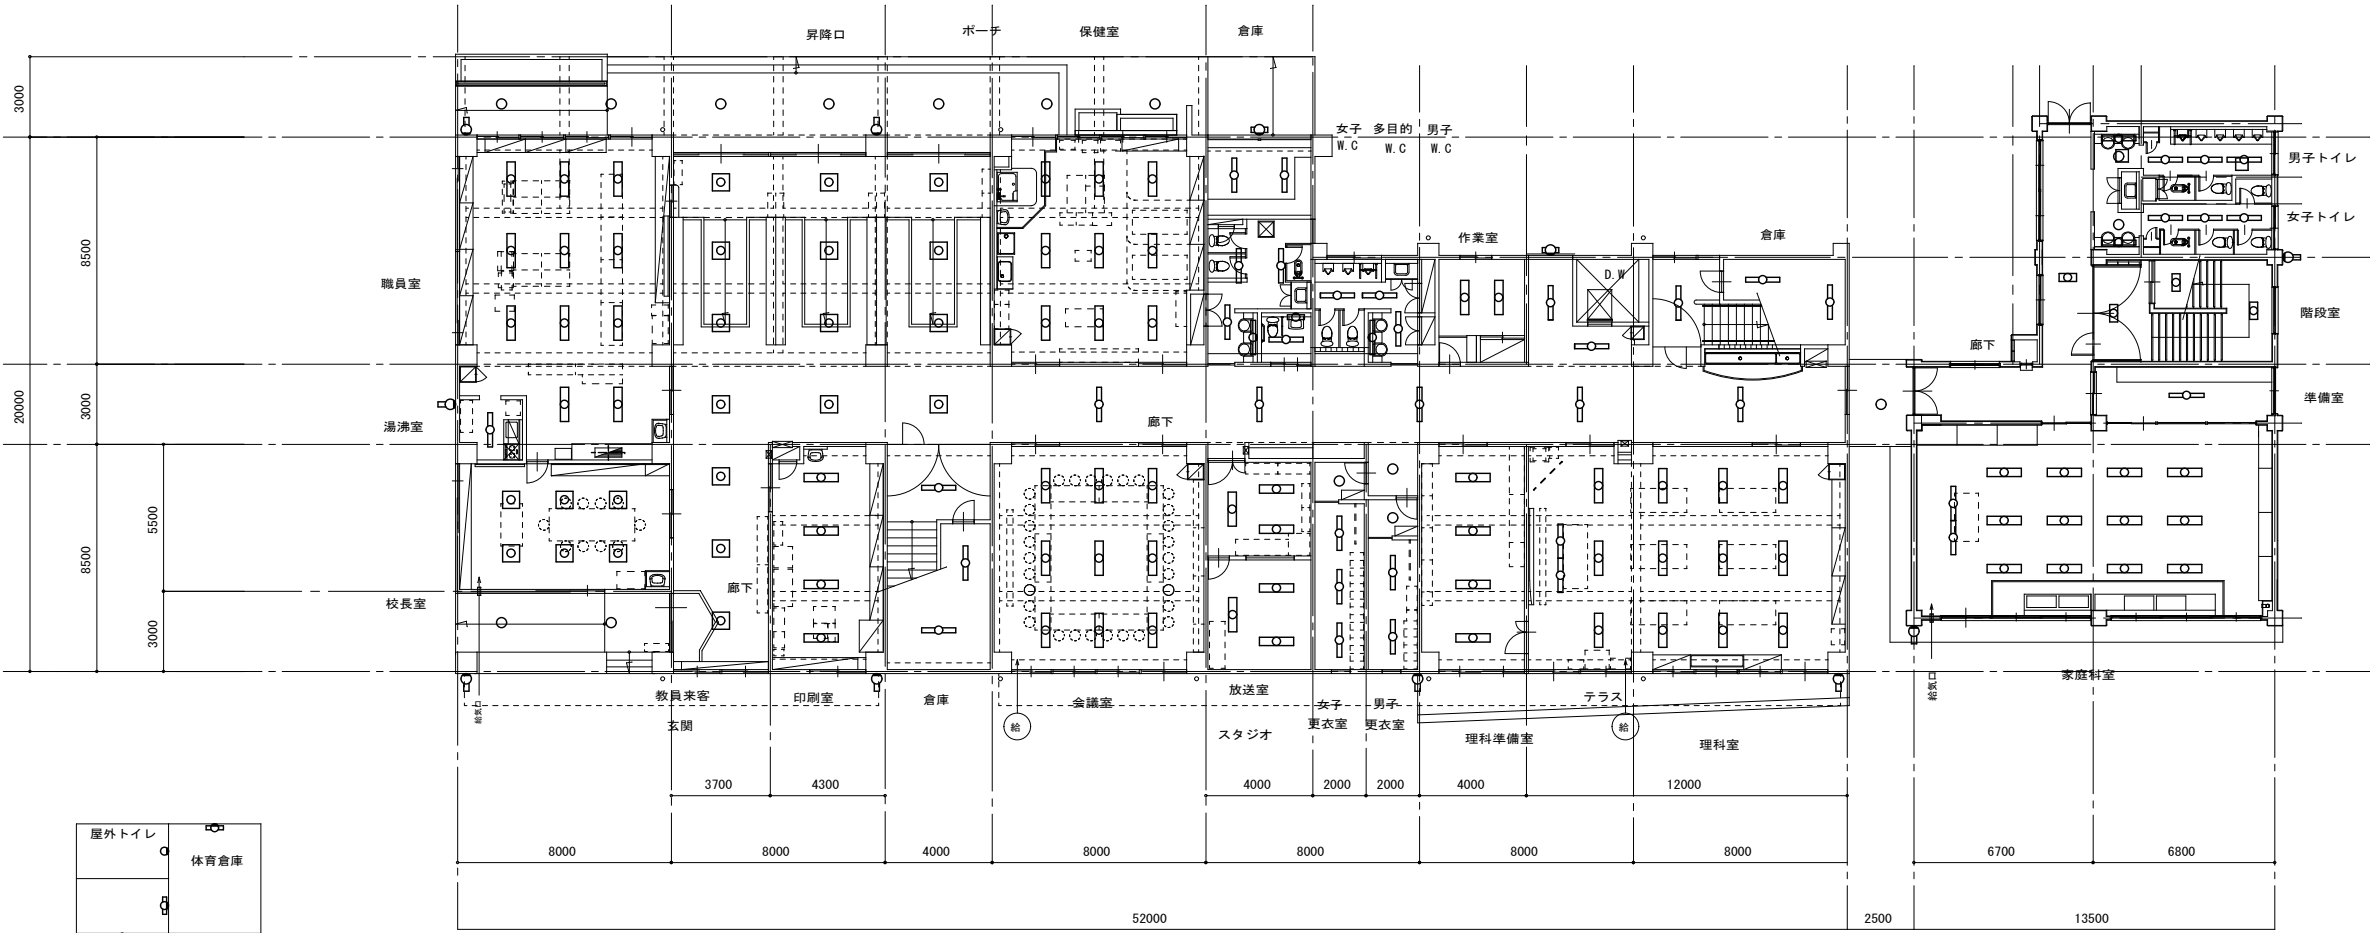 昇降口
ポーチ
保健室
倉庫
女子
W.C
多目的
W.C
男子
W.C
男子トイレ
女子トイレ
作業室
倉庫
D.W
職員室
階段室
廊下
準備室
湯沸室
廊下
廊下
校長室
教員来客
玄関
印刷室
倉庫
会議室
放送室
スタジオ
女子
更衣室
男子
更衣室
理科準備室
テラス
理科室
家庭科室
給気口
給
給
給気口
屋外トイレ
体育倉庫
3000
8500
20000
3000
5500
8500
3000
3700
4300
4000
2000
2000
4000
12000
8000
8000
4000
8000
8000
8000
8000
6700
6800
52000
2500
13500